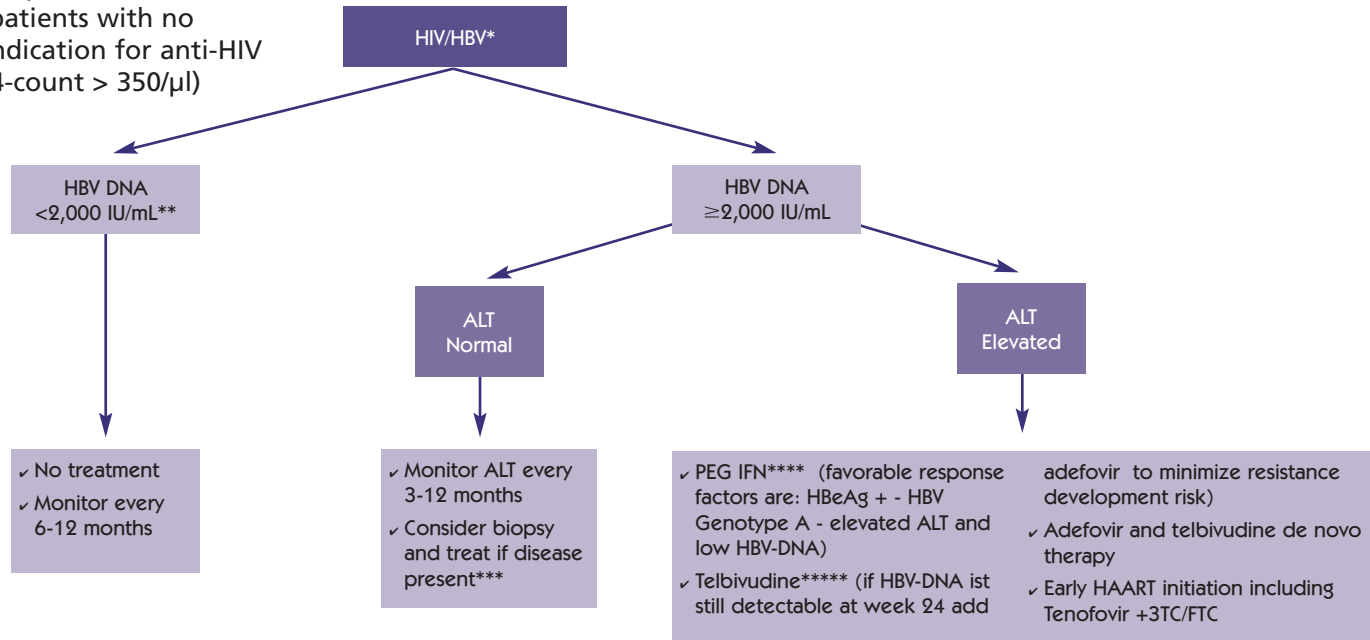 patients with no
indication for anti-HIV
4-count > 350/µl)
HIV/HBV*
HBV DNA
<2,000 IU/mL**
HBV DNA
≥2,000 IU/mL
ALT
Normal
ALT
Elevated
✔ No treatment
✔ Monitor every
6-12 months
✔ Monitor ALT every
3-12 months
✔ Consider biopsy
and treat if disease
present***
✔ PEG IFN**** (favorable response
factors are: HBeAg + - HBV
Genotype A - elevated ALT and
low HBV-DNA)
✔ Telbivudine***** (if HBV-DNA ist
still detectable at week 24 add
adefovir to minimize resistance
development risk)
✔ Adefovir and telbivudine de novo
therapy
✔ Early HAART initiation including
Tenofovir +3TC/FTC